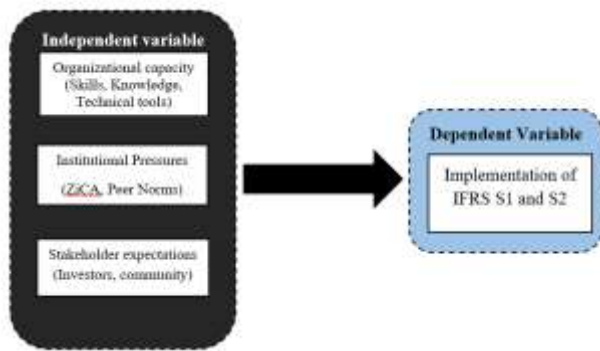 Independent variable
Organizational capacity
(Skills, Knowledge,
Technical tools)
Institutional Pressures
(ZiCA, Peer Norms)
Stakeholder expectations
(Investors, community)
Dependent Variable
Implementation of
IFRS S1 and S2